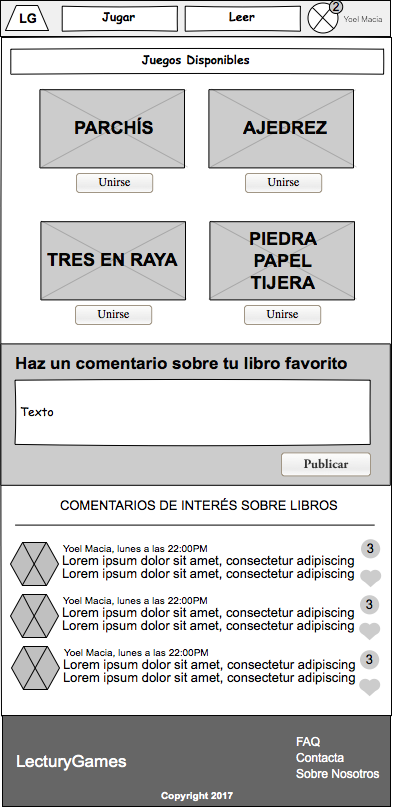 LG
Jugar
Leer
2
Yoel Macia
Juegos Disponibles
PARCHÍS
AJEDREZ
Unirse
Unirse
TRES EN RAYA
PIEDRA
PAPEL
TIJERA
Unirse
Unirse
Haz un comentario sobre tu libro favorito
Texto
Publicar
COMENTARIOS DE INTERÉS SOBRE LIBROS
Yoel Macia, lunes a las 22:00PM
Lorem ipsum dolor sit amet, consectetur adipiscing
Lorem ipsum dolor sit amet, consectetur adipiscing
3
Yoel Macia, lunes a las 22:00PM
Lorem ipsum dolor sit amet, consectetur adipiscing
Lorem ipsum dolor sit amet, consectetur adipiscing
3
Yoel Macia, lunes a las 22:00PM
Lorem ipsum dolor sit amet, consectetur adipiscing
Lorem ipsum dolor sit amet, consectetur adipiscing
3
LecturyGames
FAQ
Contacta
Sobre Nosotros
Copyright 2017